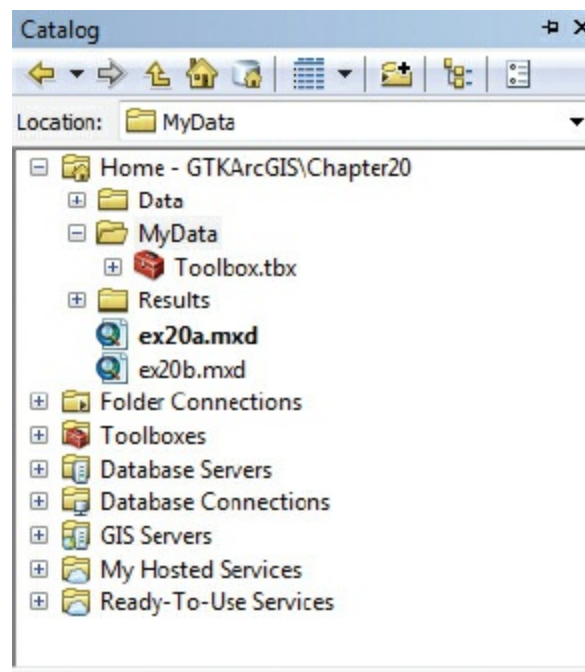 Catalog
Location: MyData
Home - GTKArcGIS\Chapter20
Data
MyData
Toolbox.tbx
Results
ex20a.mxd
ex20b.mxd
Folder Connections
Toolboxes
Database Servers
Database Connections
GIS Servers
My Hosted Services
Ready-To-Use Services